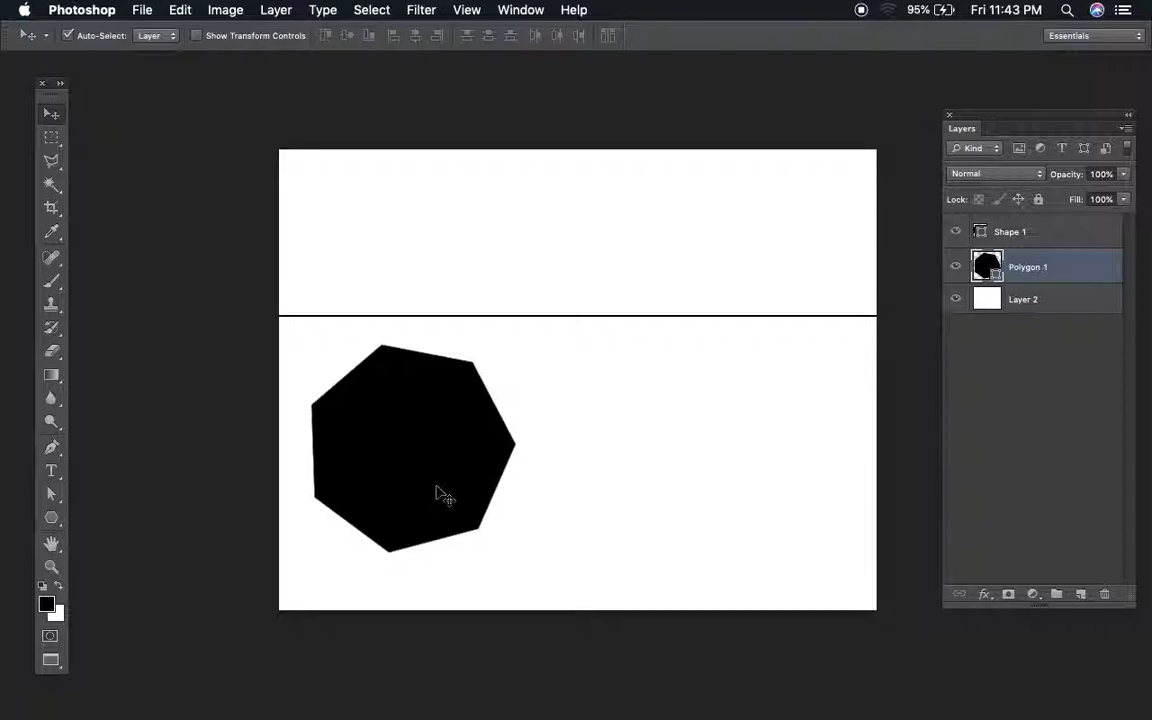 Photoshop File Edit Image Layer Type Select Filter View Window Help 95% Fri 11:43 PM
Auto-Select: Layer Show Transform Controls Essentials
Layers
Kind T
Normal Opacity: 100%
Lock: Fill: 100%
Shape 1
Polygon 1
Layer 2
T
fx